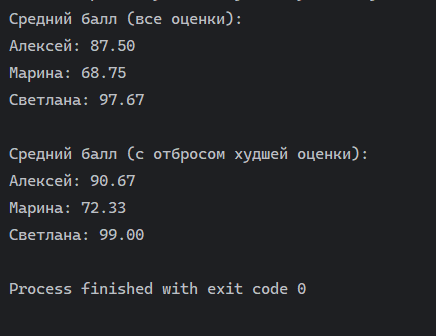 Средний балл (все оценки):
Алексей: 87.50
Марина: 68.75
Светлана: 97.67
Средний балл (с отбросом худшей оценки):
Алексей: 90.67
Марина: 72.33
Светлана: 99.00
Process finished with exit code 0